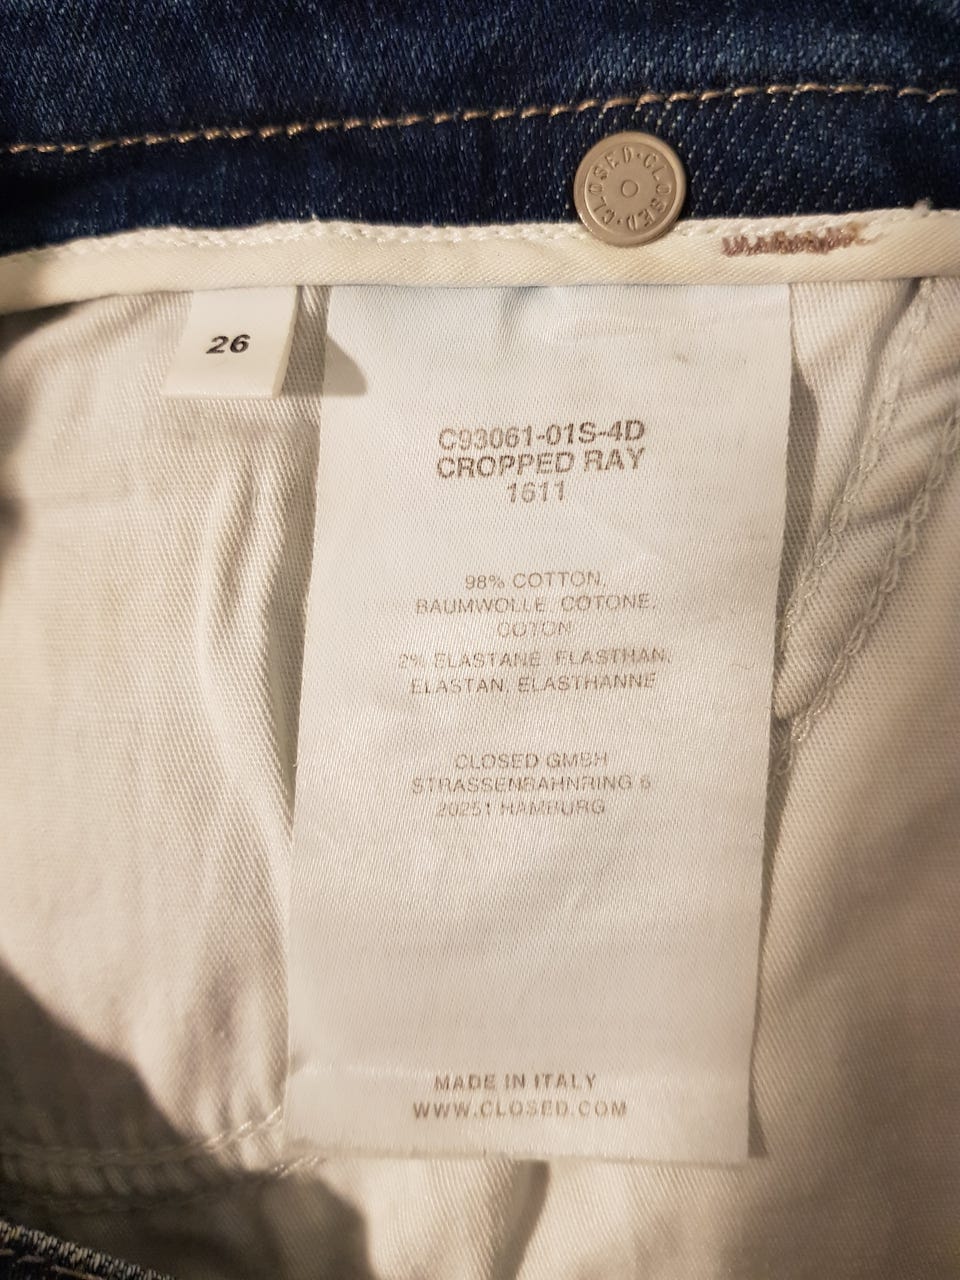 CLOSED·CLOSED·
26
C93061-01S-4D
CROPPED RAY
1611
98% COTTON,
BAUMWOLLE, COTONE,
COTON
2% ELASTANE, ELASTHAN,
ELASTAN, ELASTHANNE
CLOSED GMBH
STRASSENBAHNRING 6
20251 HAMBURG
MADE IN ITALY
WWW.CLOSED.COM